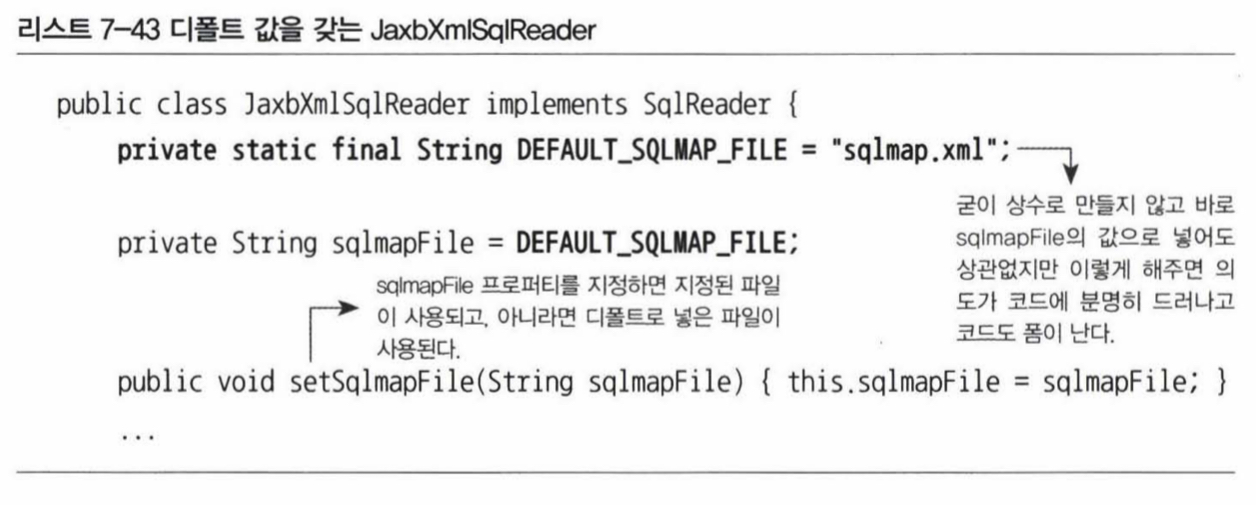 리스트 7-43 디폴트 값을 갖는 JaxbXmlSqlReader
public class JaxbXmlSqlReader implements SqlReader {
private static final String DEFAULT_SQLMAP_FILE = "sqlmap.xml";
굳이 상수로 만들지 않고 바로
sqlmapFile의 값으로 넣어도
상관없지만 이렇게 해주면 의
도가 코드에 분명히 드러나고
코드도 폼이 난다.
private String sqlmapFile = DEFAULT_SQLMAP_FILE;
sqlmapFile 프로퍼티를 지정하면 지정된 파일
이 사용되고, 아니라면 디폴트로 넣은 파일이
사용된다.
public void setSqlmapFile(String sqlmapFile) { this.sqlmapFile = sqlmapFile; }
...